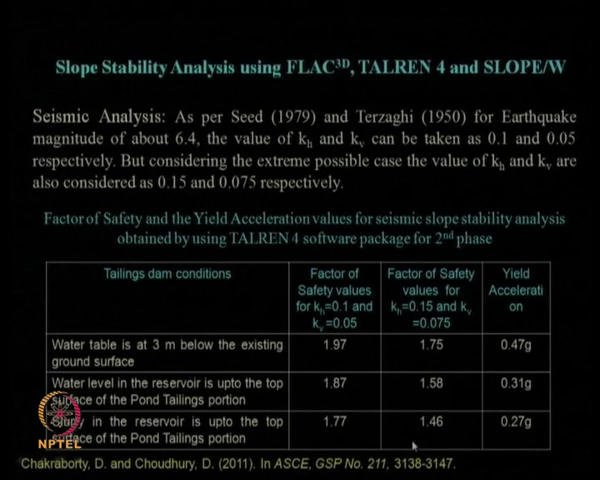 Slope Stability Analysis using FLAC³ᴰ, TALREN 4 and SLOPE/W
Seismic Analysis: As per Seed (1979) and Terzaghi (1950) for Earthquake
magnitude of about 6.4, the value of kₕ and kᵥ can be taken as 0.1 and 0.05
respectively. But considering the extreme possible case the value of kₕ and kᵥ are
also considered as 0.15 and 0.075 respectively.
Factor of Safety and the Yield Acceleration values for seismic slope stability analysis
obtained by using TALREN 4 software package for 2ⁿᵈ phase
Tailings dam conditions
Factor of
Safety values
for kₕ=0.1 and
kᵥ =0.05
Factor of Safety
values for
kₕ=0.15 and kᵥ
=0.075
Yield
Accelerati
on
Water table is at 3 m below the existing
ground surface
1.97
1.75
0.47g
Water level in the reservoir is upto the top
surface of the Pond Tailings portion
1.87
1.58
0.31g
Slurry in the reservoir is upto the top
surface of the Pond Tailings portion
1.77
1.46
0.27g
NPTEL
Chakraborty, D. and Choudhury, D. (2011). In ASCE, GSP No. 211, 3138-3147.